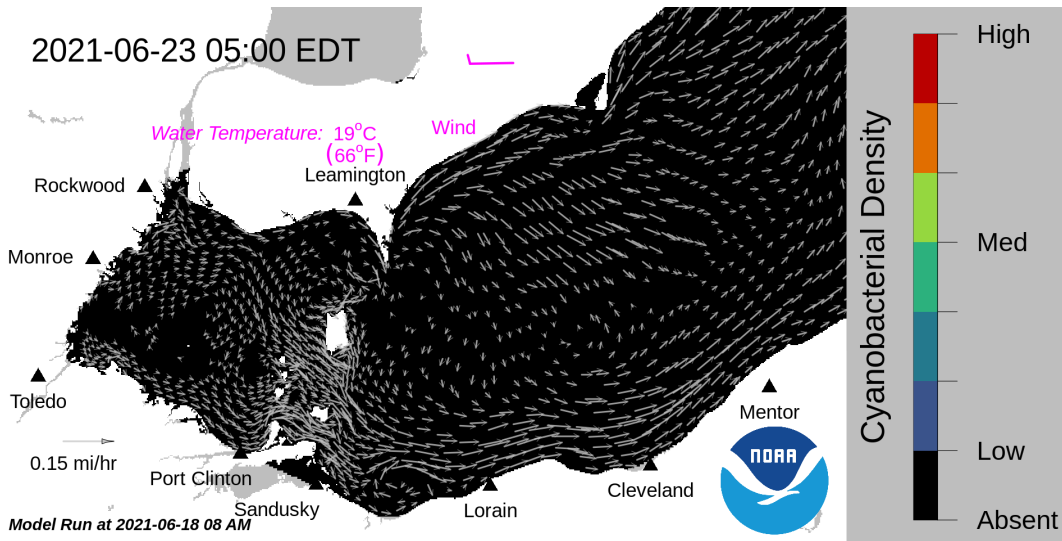 2021-06-23 05:00 EDT
Water Temperature: 19°C
(66°F)
Wind
Leamington
Rockwood
Monroe
Toledo
0.15 mi/hr
Port Clinton
Sandusky
Lorain
Cleveland
Mentor
NOAA
Model Run at 2021-06-18 08 AM
Cyanobacterial Density
High
Med
Low
Absent